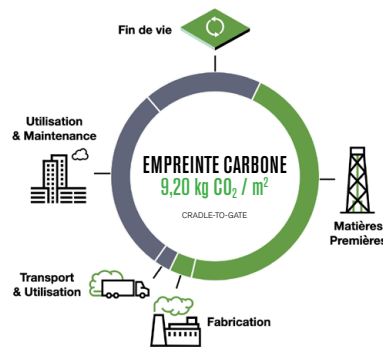 Fin de vie
Utilisation
& Maintenance
EMPREINTE CARBONE
9,20 kg CO₂ / m²
CRADLE-TO-GATE
Matières
Premières
Transport
& Utilisation
Fabrication